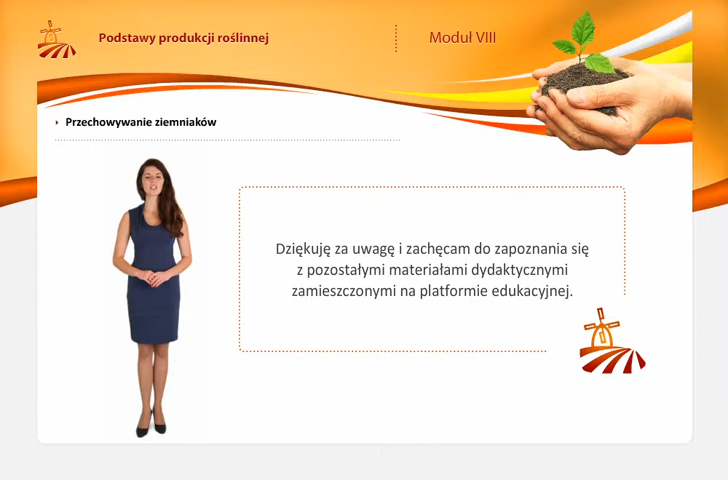 Podstawy produkcji roślinnej
Moduł VIII
Przechowywanie ziemniaków
Dziękuję za uwagę i zachęcam do zapoznania się
z pozostałymi materiałami dydaktycznymi
zamieszczonymi na platformie edukacyjnej.